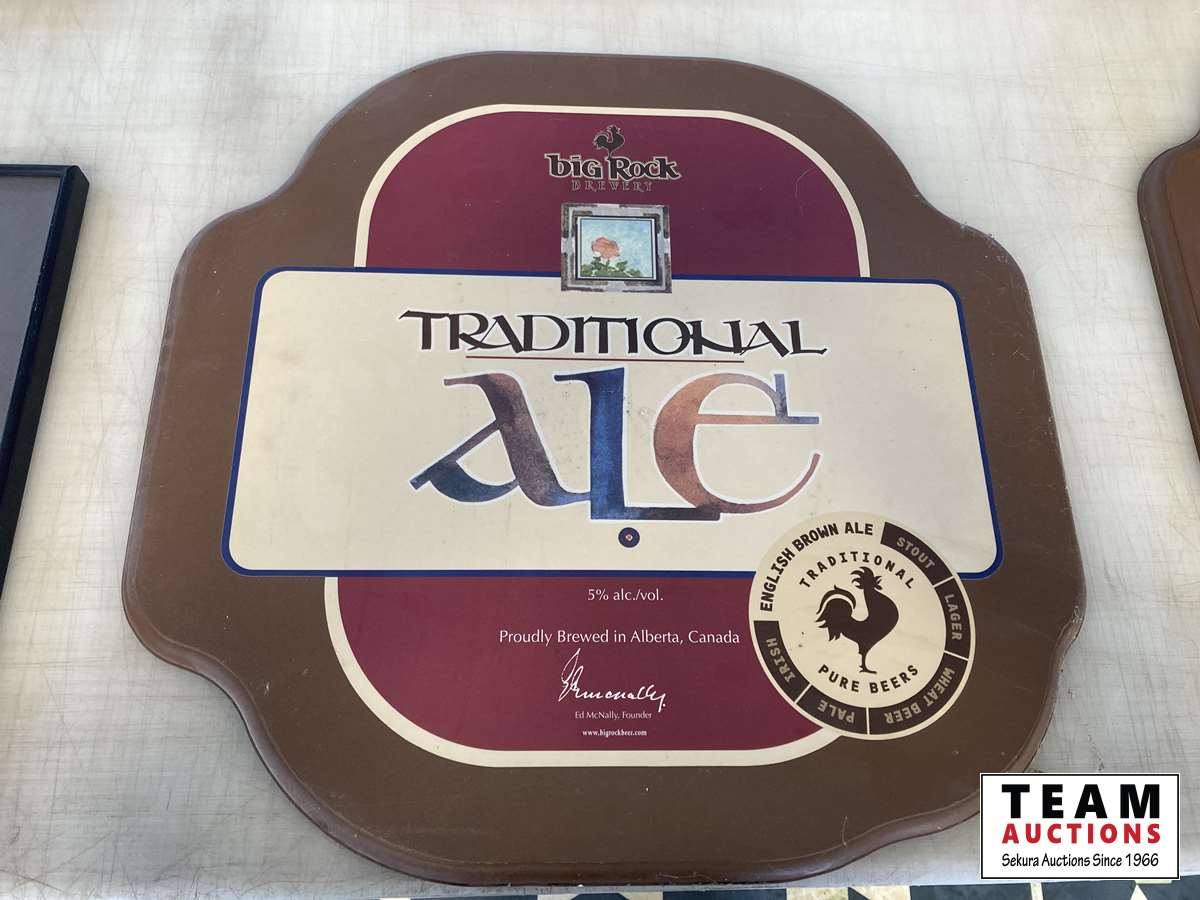 big Rock
BREWERY
TRADITIONAL
ALe
5% alc./vol.
Proudly Brewed in Alberta, Canada
EMcnally.
Ed McNally, Founder
www.bigrockbeer.com
ENGLISH BROWN ALE
STOUT
LAGER
WHEAT BEER
PALE
IRISH
TRADITIONAL
PURE BEERS
TEAM
AUCTIONS
Sekura Auctions Since 1966